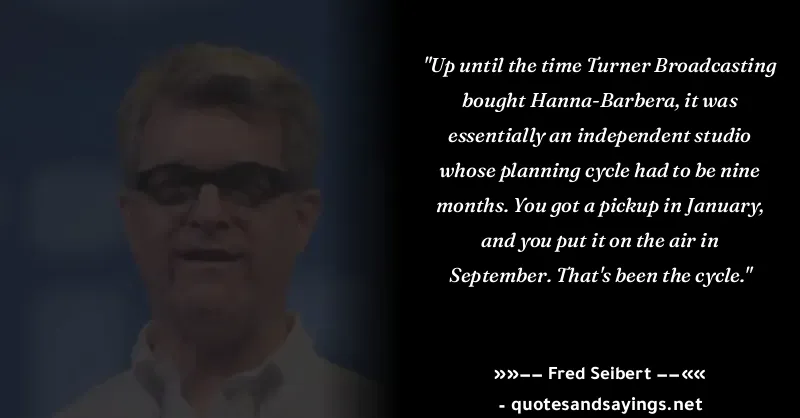 "Up until the time Turner Broadcasting
bought Hanna-Barbera, it was
essentially an independent studio
whose planning cycle had to be nine
months. You got a pickup in January,
and you put it on the air in
September. That's been the cycle."
»»−− Fred Seibert −−««
- quotesandsayings.net